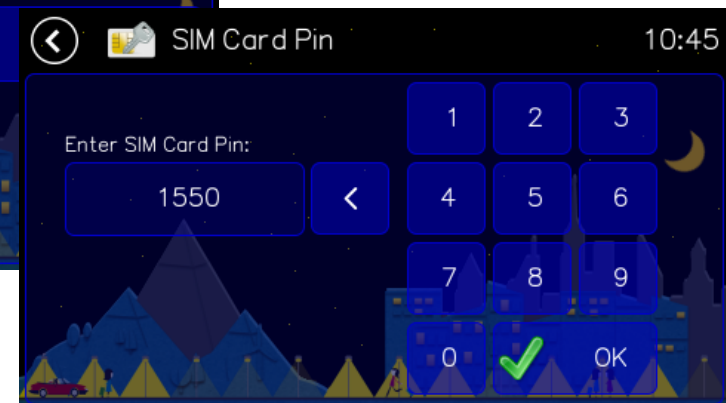 SIM Card Pin 10:45
Enter SIM Card Pin:
1550 <
1 2 3
4 5 6
7 8 9
0 OK